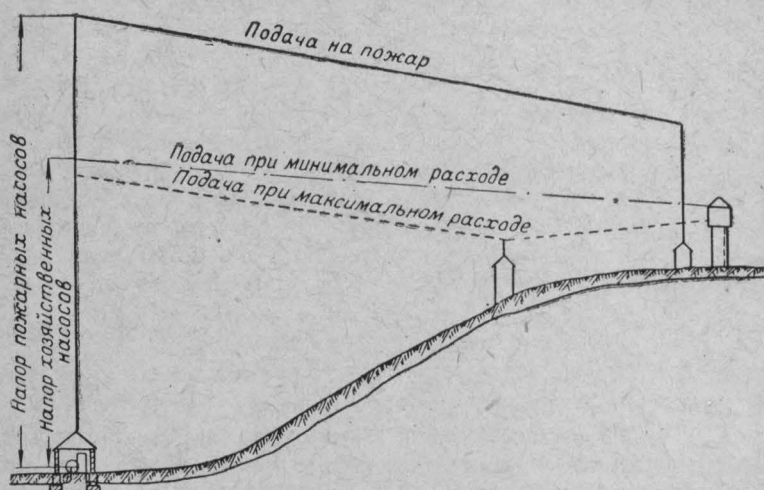 Подача на пожар
Подача при минимальном расходе
Подача при максимальном расходе
Напор пожарных насосов
Напор хозяйственных
насосов